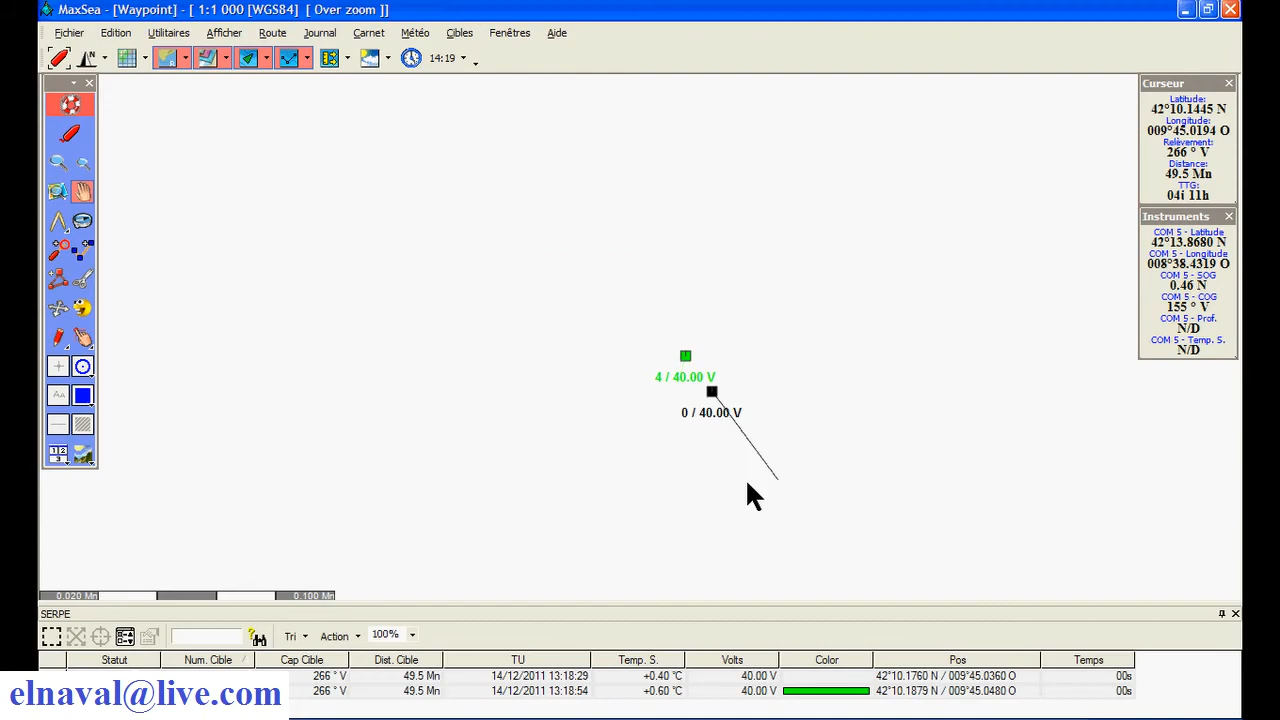 MaxSea - [Waypoint] - [ 1:1 000 [WGS84]  [ Over zoom ]]
Fichier Edition Utilitaires Afficher Route Journal Carnet Météo Cibles Fenêtres Aide
N 14:19
Curseur
Latitude:
42°10.1445 N
Longitude:
009°45.0194 O
Relèvement:
266 ° V
Distance:
49.5 Mn
TTG:
04i 11h
Instruments
COM 5 - Latitude
42°13.8680 N
COM 5 - Longitude
008°38.4319 O
COM 5 - SOG
0.46 N
COM 5 - COG
155 ° V
COM 5 - Prof.
N/D
COM 5 - Temp. S.
N/D
4 / 40.00 V
0 / 40.00 V
Aa
1 2
3
0.020 Mn 0.100 Mn
SERPE
Tri Action 100%
Statut Num. Cible Cap Cible Dist. Cible TU Temp. S. Volts Color Pos Temps
266 ° V 49.5 Mn 14/12/2011 13:18:29 +0.40 °C 40.00 V 42°10.1760 N / 009°45.0360 O 00s
266 ° V 49.5 Mn 14/12/2011 13:18:54 +0.60 °C 40.00 V 42°10.1879 N / 009°45.0480 O 00s
elnaval@live.com